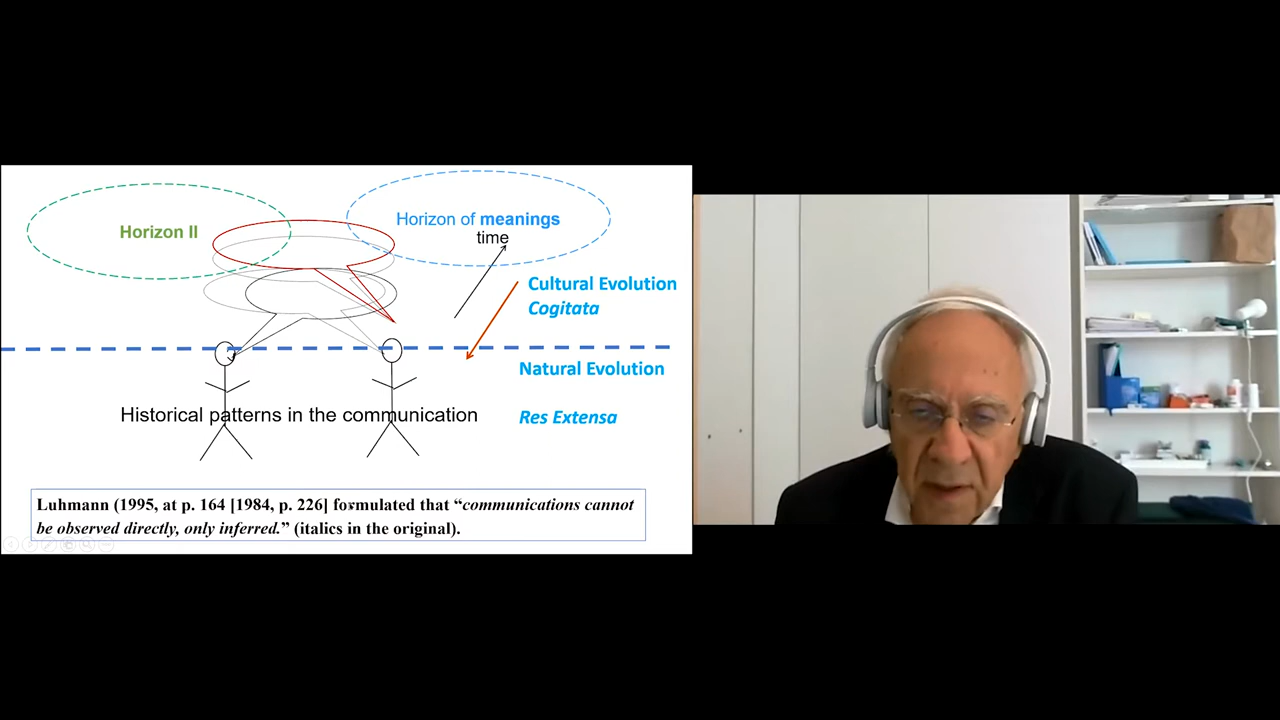 Horizon II
Horizon of meanings
time
Cultural Evolution
Cogitata
Natural Evolution
Historical patterns in the communication
Res Extensa
Luhmann (1995, at p. 164 [1984, p. 226] formulated that “communications cannot
be observed directly, only inferred.” (italics in the original).